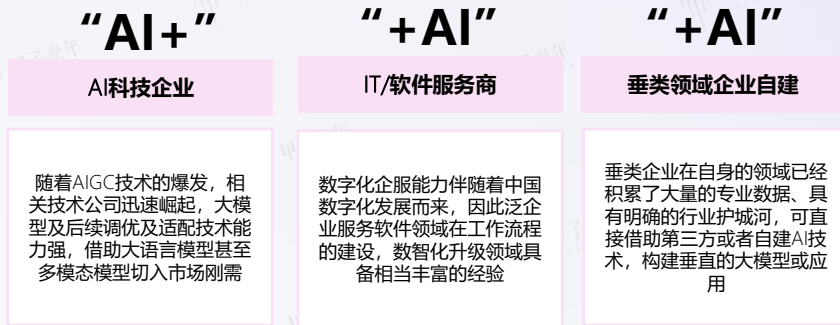 “AI+”
“+AI”
“+AI”
AI科技企业
IT/软件服务商
垂类领域企业自建
随着AIGC技术的爆发，相
关技术公司迅速崛起，大模
型及后续调优及适配技术能
力强，借助大语言模型甚至
多模态模型切入市场刚需
数字化企服能力伴随着中国
数字化发展而来，因此泛企
业服务软件领域在工作流程
的建设，数智化升级领域具
备相当丰富的经验
垂类企业在自身的领域已经
积累了大量的专业数据、具
有明确的行业护城河，可直
接借助第三方或者自建AI技
术，构建垂直的大模型或应
用